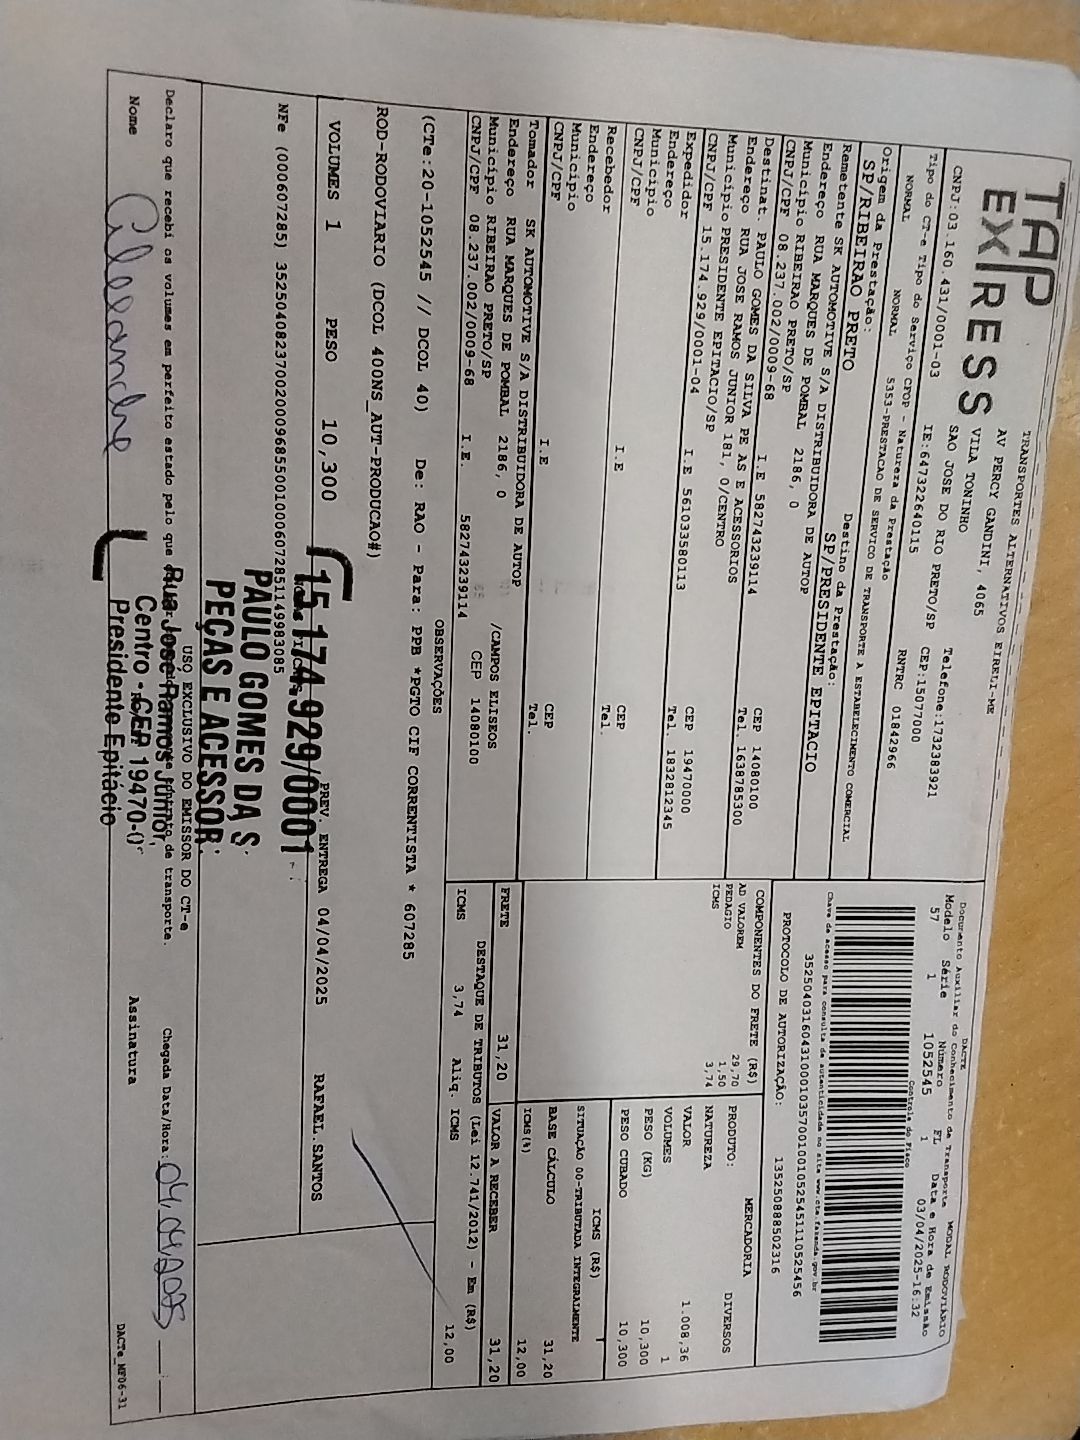 TAP
EXPRESS
TRANSPORTES ALTERNATIVOS EIRELI-ME
AV PERCY GANDINI, 4065
VILA TONINHO
SAO JOSE DO RIO PRETO/SP Telefone:1732383921
CNPJ:03.160.431/0001-03 IE:647322640115 CEP:15077000
RNTRC 01842966
DACTE
Documento Auxiliar do Conhecimento de Transporte MODAL RODOVIÁRIO
Modelo Série Número FL Data e Hora de Emissão
57 1 1052545 1 03/04/2025-16:32
Controle do Fisco
Chave de acesso para consulta de autenticidade no site www.cte.fazenda.gov.br
35250403160431000103570010010525451110525456
PROTOCOLO DE AUTORIZAÇÃO: 135250888502316
Tipo do CT-e Tipo do Serviço CFOP - Natureza da Prestação
NORMAL NORMAL 5353-PRESTACAO DE SERVICO DE TRANSPORTE A ESTABELECIMENTO COMERCIAL
Origem da Prestação: Destino da Prestação:
SP/RIBEIRAO PRETO SP/PRESIDENTE EPITACIO
Remetente SK AUTOMOTIVE S/A DISTRIBUIDORA DE AUTOP
Endereço RUA MARQUES DE POMBAL 2186, 0
Município RIBEIRAO PRETO/SP CEP 14080100
CNPJ/CPF 08.237.002/0009-68 I.E 582743239114 Tel. 1638785300
Destinat. PAULO GOMES DA SILVA PE AS E ACESSORIOS
Endereço RUA JOSE RAMOS JUNIOR 181, 0/CENTRO
Município PRESIDENTE EPITACIO/SP CEP 19470000
CNPJ/CPF 15.174.929/0001-04 I.E 561033580113 Tel. 1832812345
Expedidor
Endereço
Município CEP
CNPJ/CPF I.E Tel.
Recebedor
Endereço
Município CEP
CNPJ/CPF I.E Tel.
Tomador SK AUTOMOTIVE S/A DISTRIBUIDORA DE AUTOP
Endereço RUA MARQUES DE POMBAL 2186, 0 /CAMPOS ELISEOS
Município RIBEIRAO PRETO/SP CEP 14080100
CNPJ/CPF 08.237.002/0009-68 I.E. 582743239114
COMPONENTES DO FRETE (R$)
AD VALOREM 29,70
PEDAGIO 1,50
ICMS 3,74
MERCADORIA
PRODUTO: DIVERSOS
NATUREZA
VALOR 1.008,36
VOLUMES 1
PESO (KG) 10,300
PESO CUBADO 10,300
ICMS (R$)
SITUAÇÃO 00-TRIBUTADA INTEGRALMENTE
BASE CÁLCULO 31,20
ICMS(%) 12,00
FRETE 31,20 VALOR A RECEBER 31,20
DESTAQUE DE TRIBUTOS (Lei 12.741/2012) - Em (R$)
ICMS 3,74 Aliq. ICMS 12,00
OBSERVAÇÕES
(CTe:20-1052545 // DCOL 40) De: RAO - Para: PPB *PGTO CIF CORRENTISTA * 607285
ROD-RODOVIARIO (DCOL 400NS_AUT-PRODUCAO#)
VOLUMES 1 PESO 10,300 PREV. ENTREGA 04/04/2025 RAFAEL.SANTOS
NFe (000607285) 35250408237002000968550010006072851149983085
15.174.929/0001
PAULO GOMES DA S
PEÇAS E ACESSOR
Rua José Ramos Júnior,
Centro - CEP 19470-0
Presidente Epitácio
USO EXCLUSIVO DO EMISSOR DO CT-e
Declaro que recebi os volumes em perfeito estado pelo que de transporte. Chegada Data/Hora:
Nome Assinatura
DACTe_MF06-31